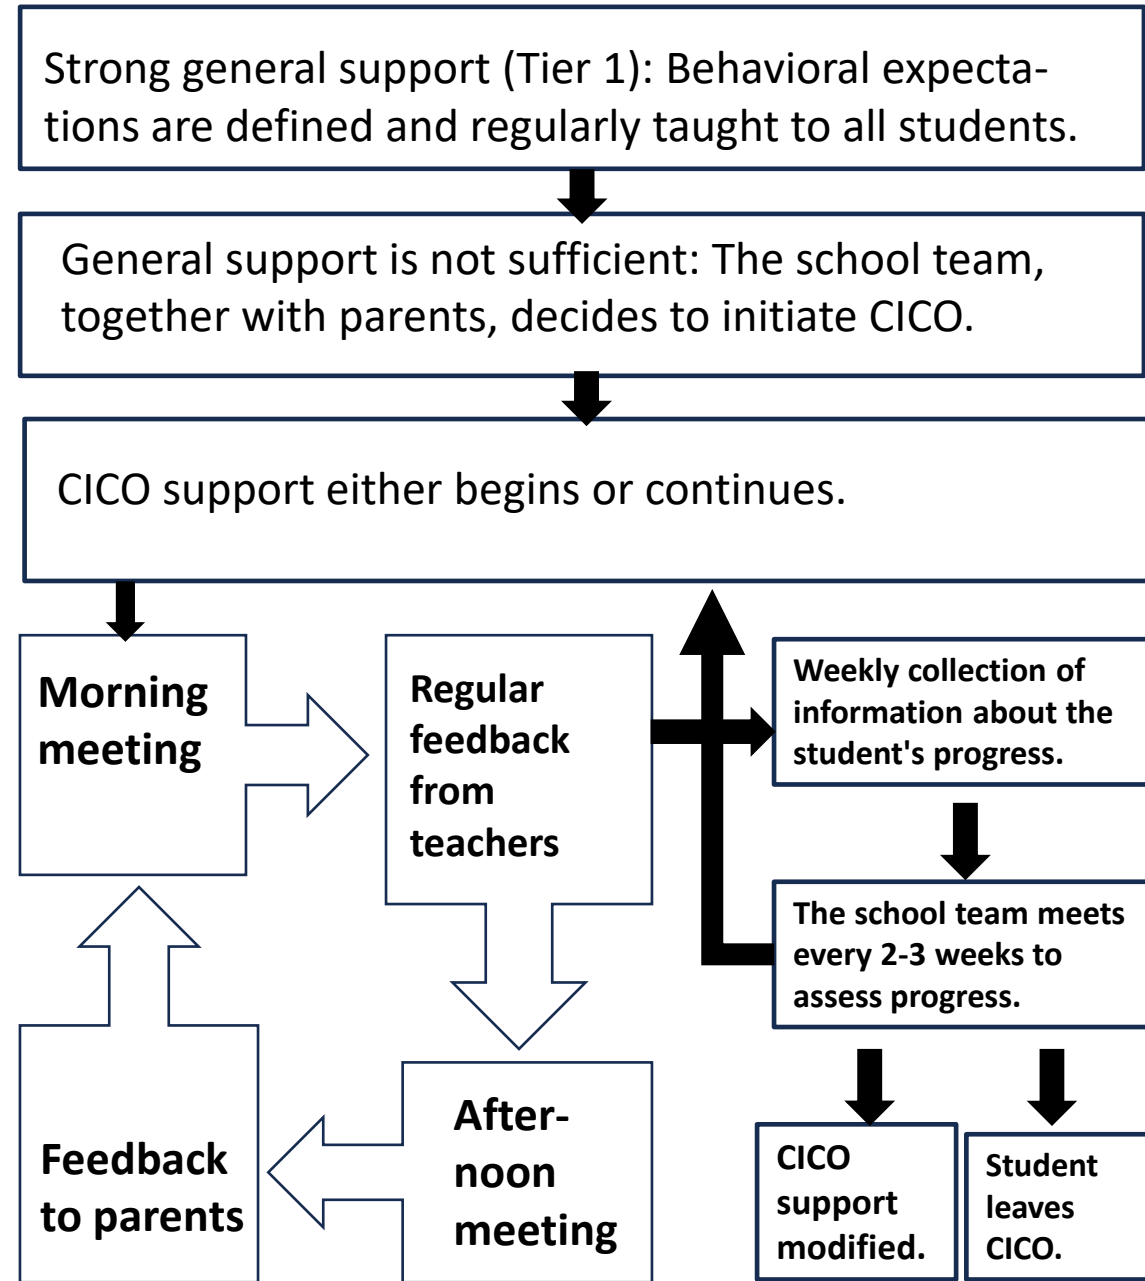 Strong general support (Tier 1): Behavioral expecta-
tions are defined and regularly taught to all students.
General support is not sufficient: The school team,
together with parents, decides to initiate CICO.
CICO support either begins or continues.
Morning
meeting
Regular
feedback
from
teachers
Weekly collection of
information about the
student's progress.
The school team meets
every 2-3 weeks to
assess progress.
Feedback
to parents
After-
noon
meeting
CICO
support
modified.
Student
leaves
CICO.